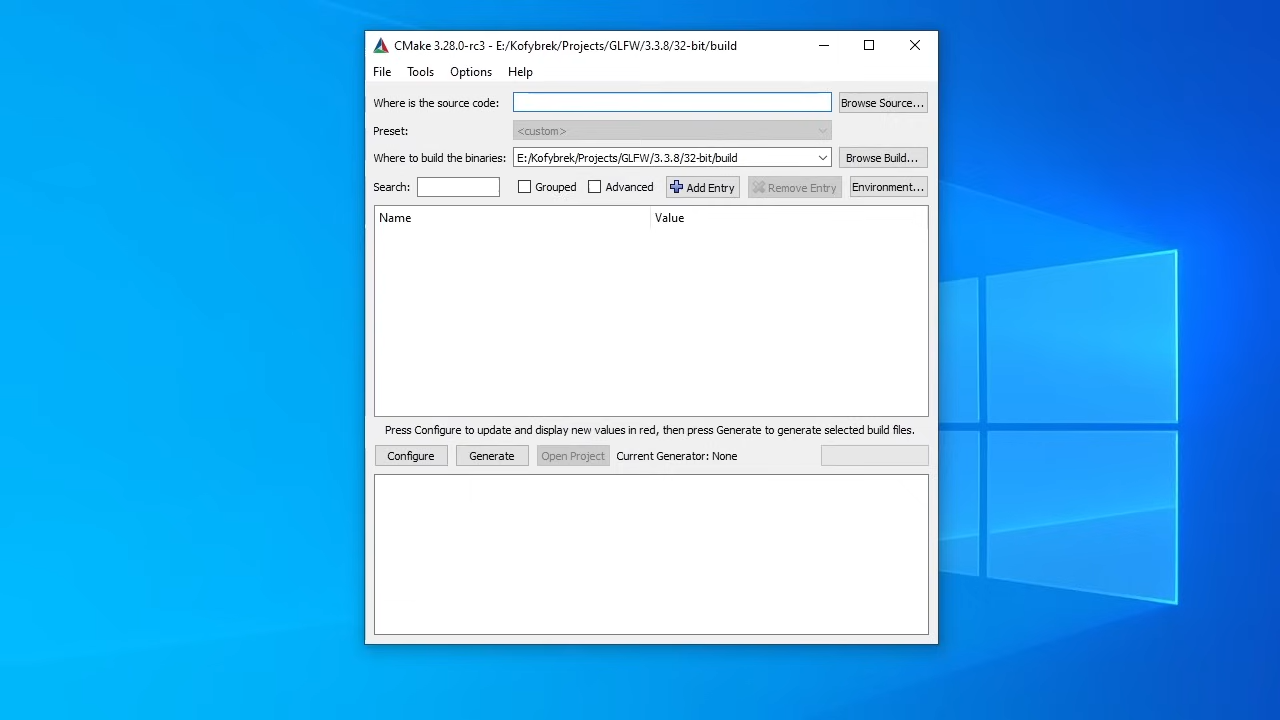 CMake 3.28.0-rc3 - E:/Kofybrek/Projects/GLFW/3.3.8/32-bit/build
File Tools Options Help
Where is the source code: Browse Source...
Preset: <custom>
Where to build the binaries: E:/Kofybrek/Projects/GLFW/3.3.8/32-bit/build Browse Build...
Search: Grouped Advanced Add Entry Remove Entry Environment...
Name Value
Press Configure to update and display new values in red, then press Generate to generate selected build files.
Configure Generate Open Project Current Generator: None